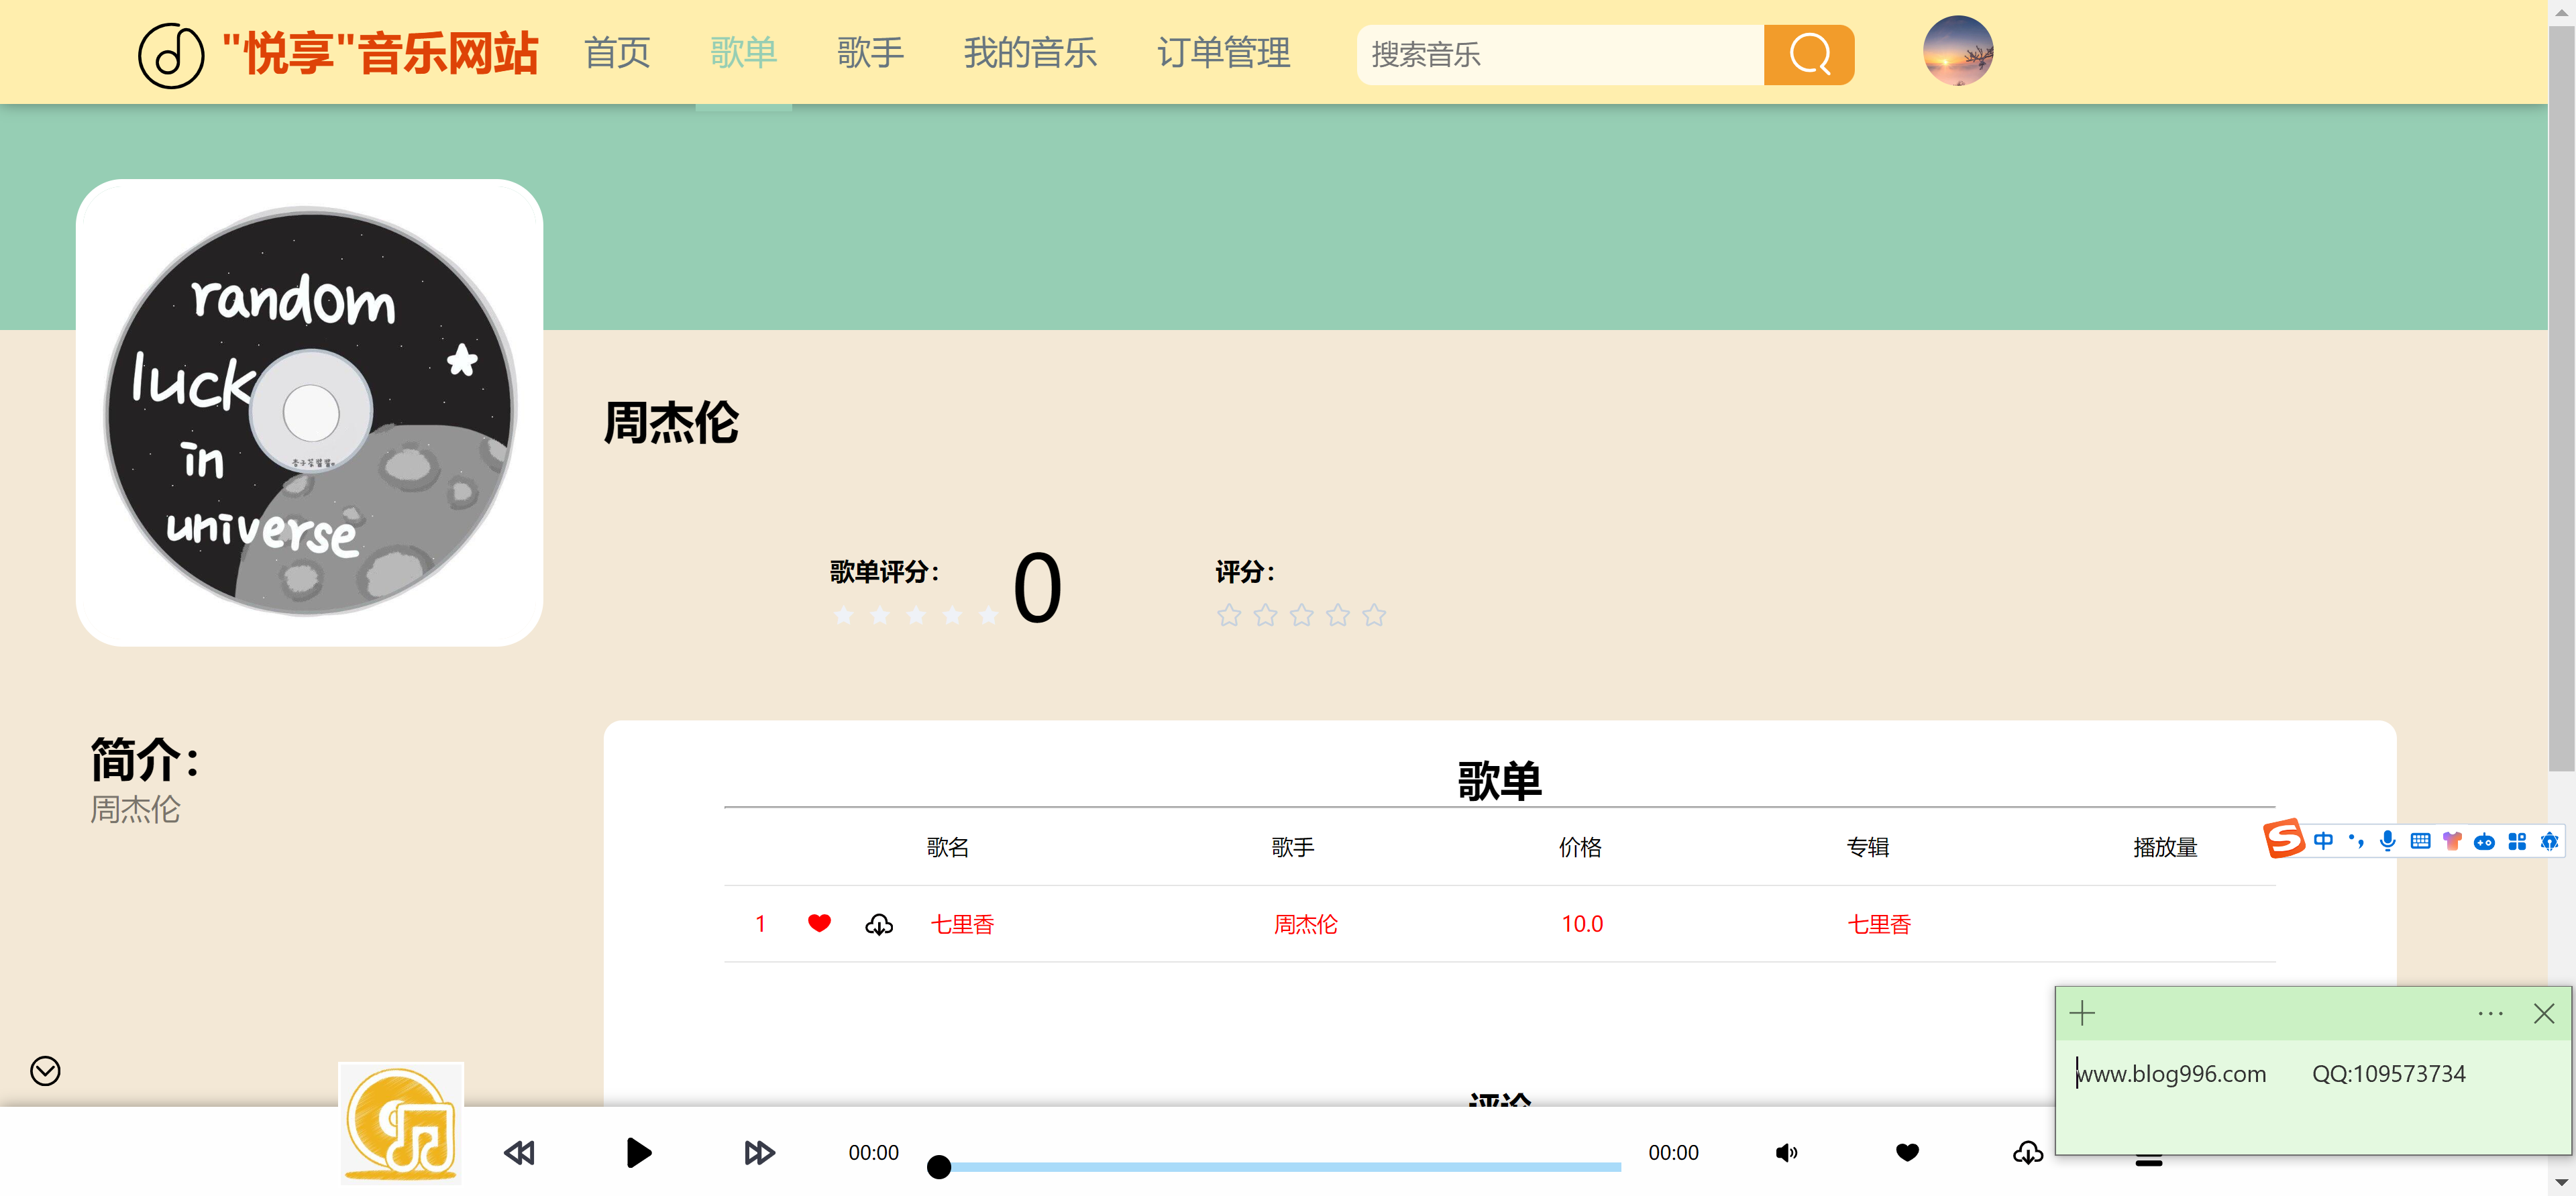 "悦享"音乐网站 首页 歌单 歌手 我的音乐 订单管理 搜索音乐
random
luck
in
universe
周杰伦
歌单评分: 0 评分:
简介:
周杰伦
歌单
歌名 歌手 价格 专辑 播放量
中
1 七里香 周杰伦 10.0 七里香
www.blog996.com QQ:109573734
评论
00:00 00:00